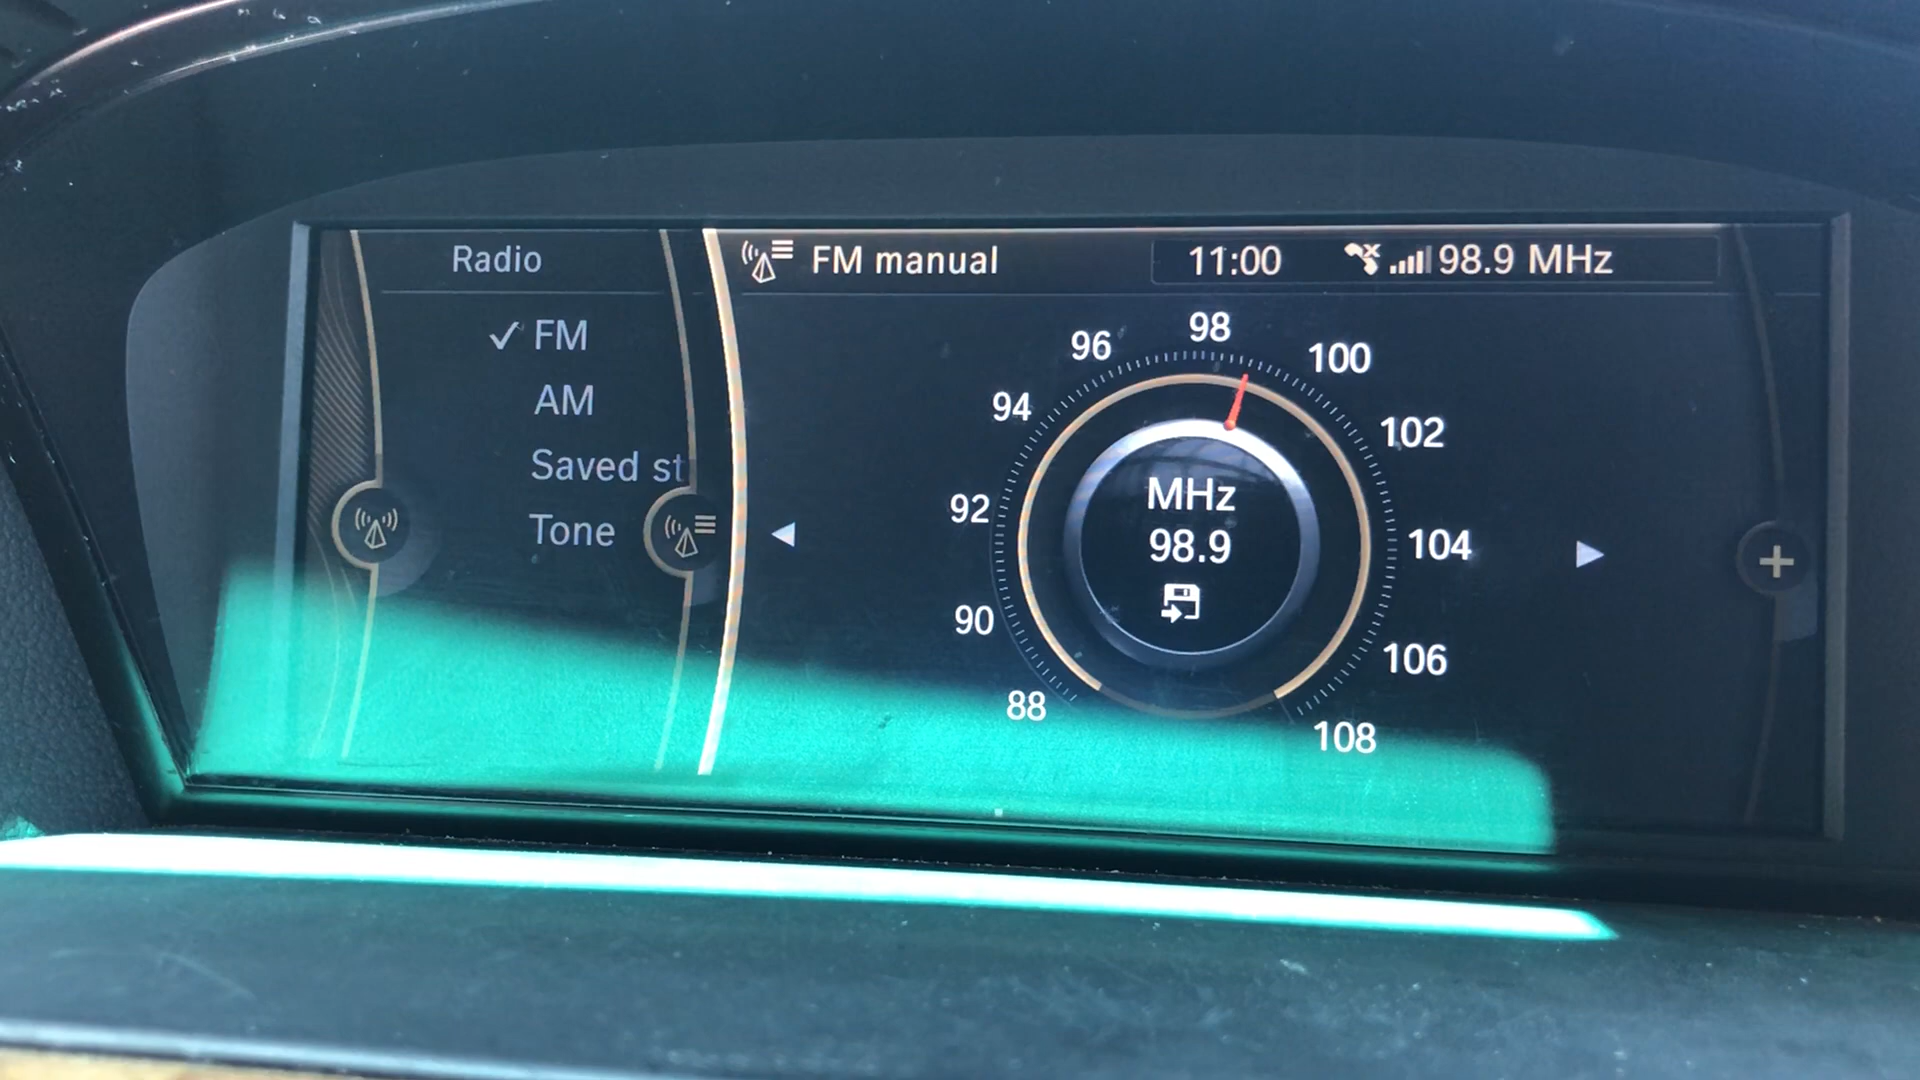 Radio
FM manual
11:00
98.9 MHz
✓ FM
AM
Saved st
Tone
88
90
92
94
96
98
100
102
104
106
108
MHz
98.9